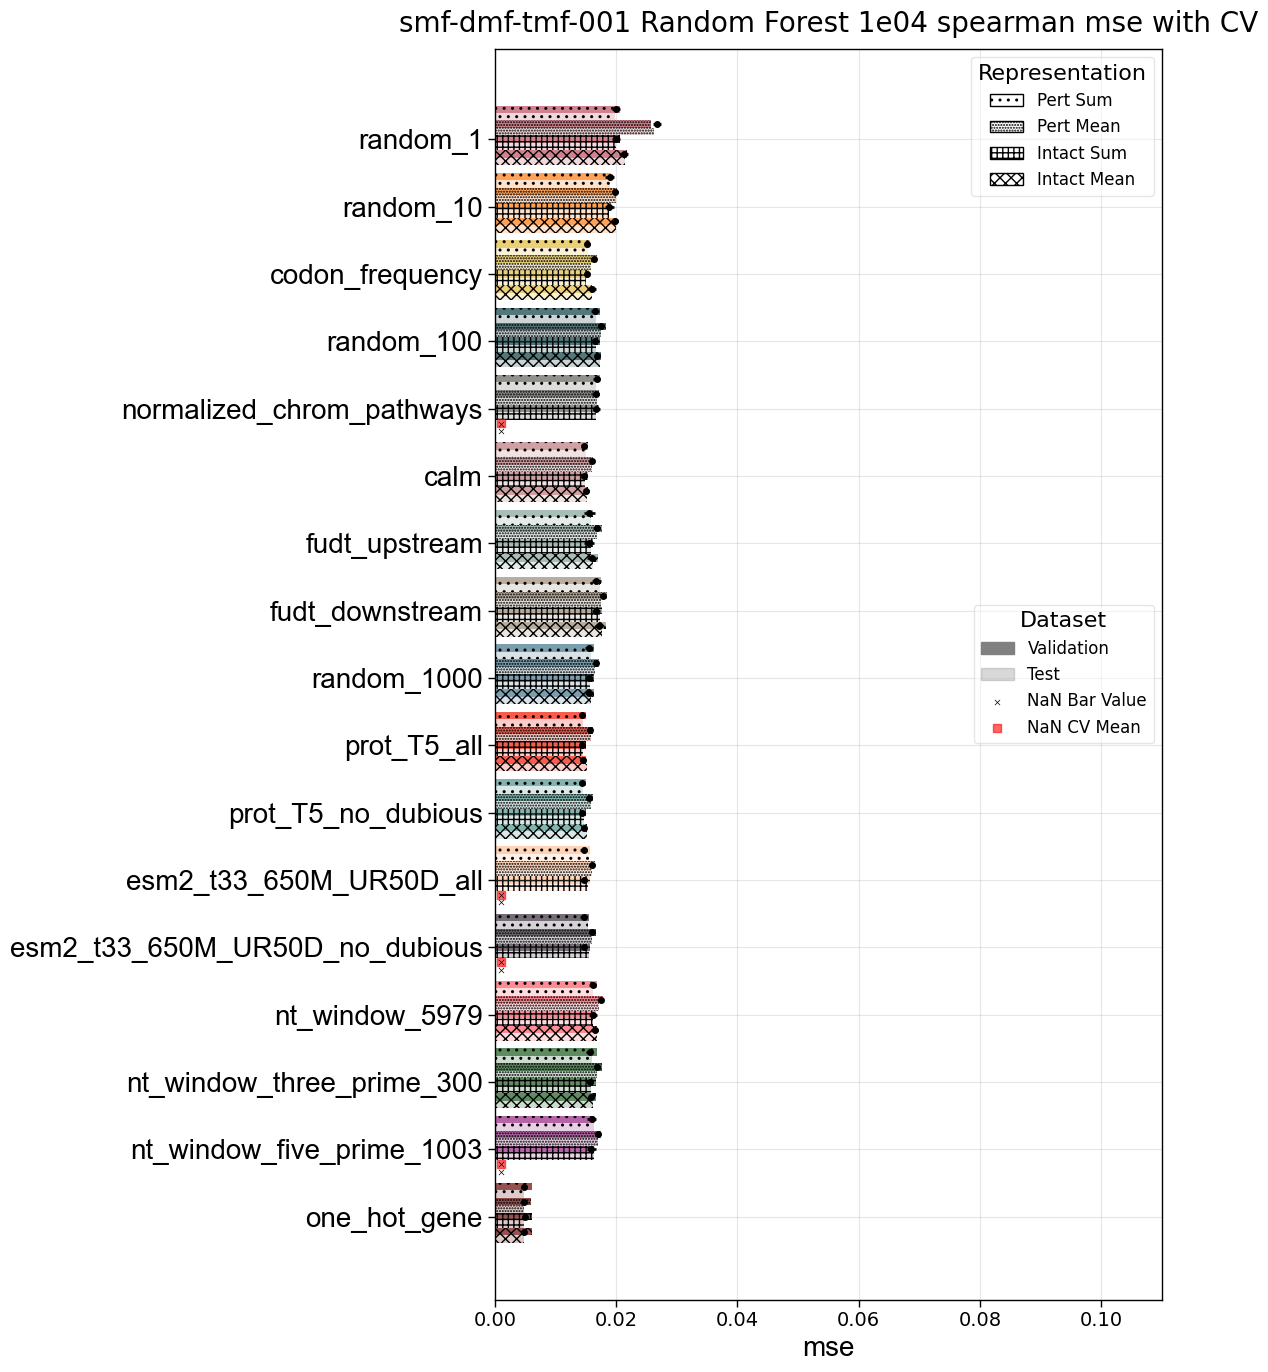 smf-dmf-tmf-001 Random Forest 1e04 spearman mse with CV
Representation
Pert Sum
Pert Mean
Intact Sum
Intact Mean
random_1
random_10
codon_frequency
random_100
normalized_chrom_pathways
calm
fudt_upstream
fudt_downstream
random_1000
prot_T5_all
prot_T5_no_dubious
esm2_t33_650M_UR50D_all
esm2_t33_650M_UR50D_no_dubious
nt_window_5979
nt_window_three_prime_300
nt_window_five_prime_1003
one_hot_gene
Dataset
Validation
Test
NaN Bar Value
NaN CV Mean
0.00 0.02 0.04 0.06 0.08 0.10
mse